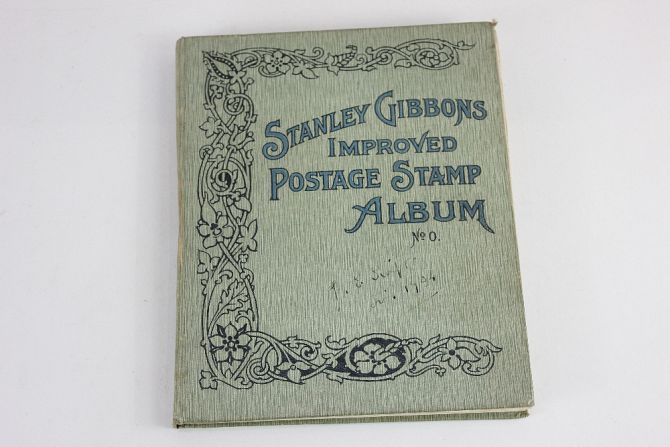 STANLEY GIBBONS
IMPROVED
POSTAGE STAMP
ALBUM
No 0.